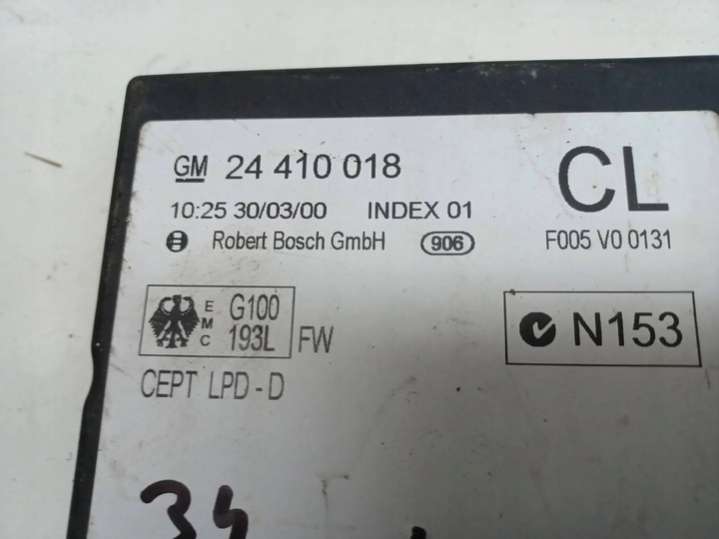 GM 24 410 018 CL
10:25 30/03/00 INDEX 01
Robert Bosch GmbH 906 F005 V0 0131
EMC G100 193L FW
N153
CEPT LPD - D
34